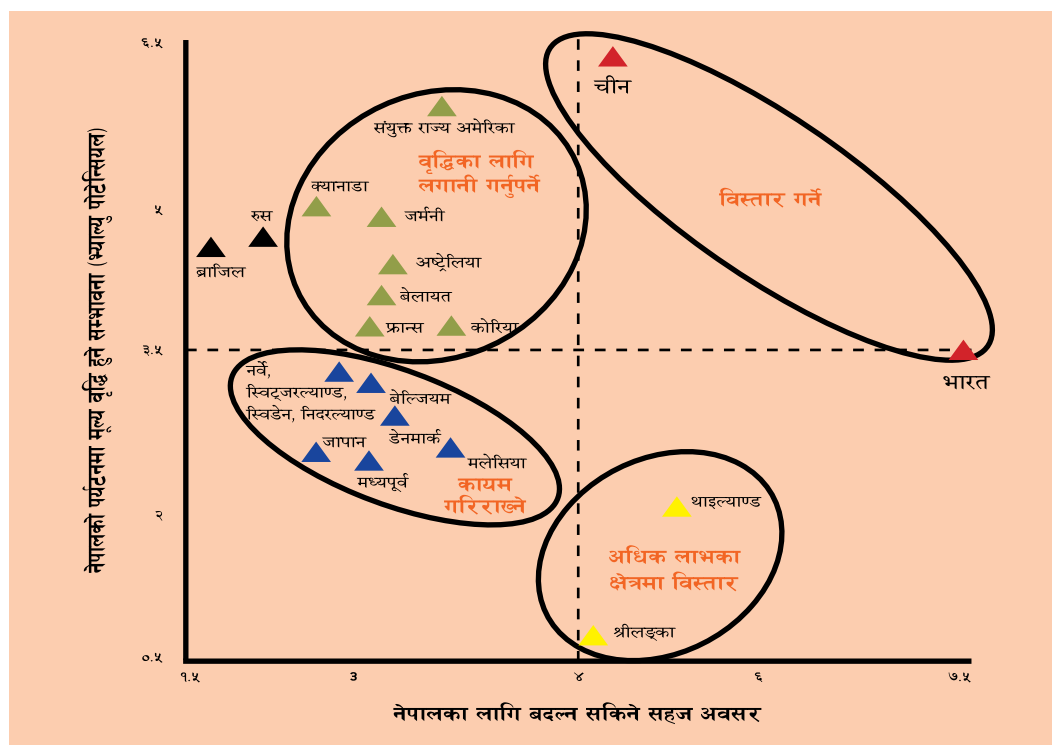 ६.५
चीन
संयुक्त राज्य अमेरिका
वृद्धिका लागि
लगानी गर्नुपर्ने
विस्तार गर्ने
क्यानाडा
५
जर्मनी
रुस
ब्राजिल
अष्ट्रेलिया
बेलायत
फ्रान्स
कोरिया
नेपालको पर्यटनमा मूल्य वृद्धि हुने सम्भावना (भ्याल्यु पोटेन्सियल)
३.५
भारत
नर्वे,
स्विट्जरल्याण्ड,
स्विडेन, निदरल्याण्ड
बेल्जियम
डेनमार्क
जापान
मलेसिया
मध्यपूर्व
कायम
गरिराख्ने
२
थाइल्याण्ड
अधिक लाभका
क्षेत्रमा विस्तार
श्रीलङ्का
०.५
१.५
३
४
६
७.५
नेपालका लागि बदल्न सकिने सहज अवसर